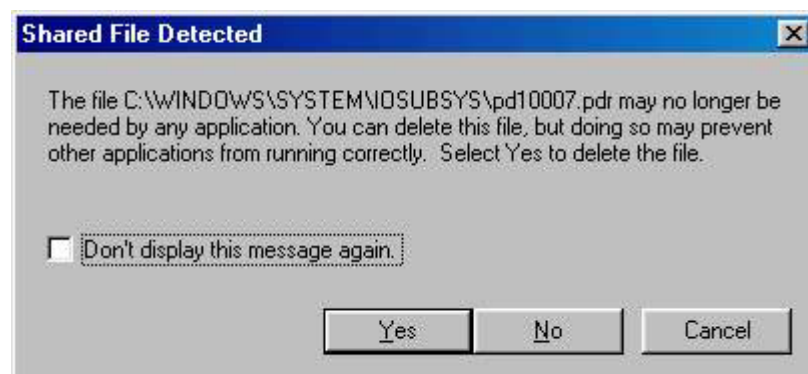 Shared File Detected
The file C:\WINDOWS\SYSTEM\IOSUBSYS\pd10007.pdr may no longer be
needed by any application. You can delete this file, but doing so may prevent
other applications from running correctly.  Select Yes to delete the file.
Don't display this message again.
Yes No Cancel